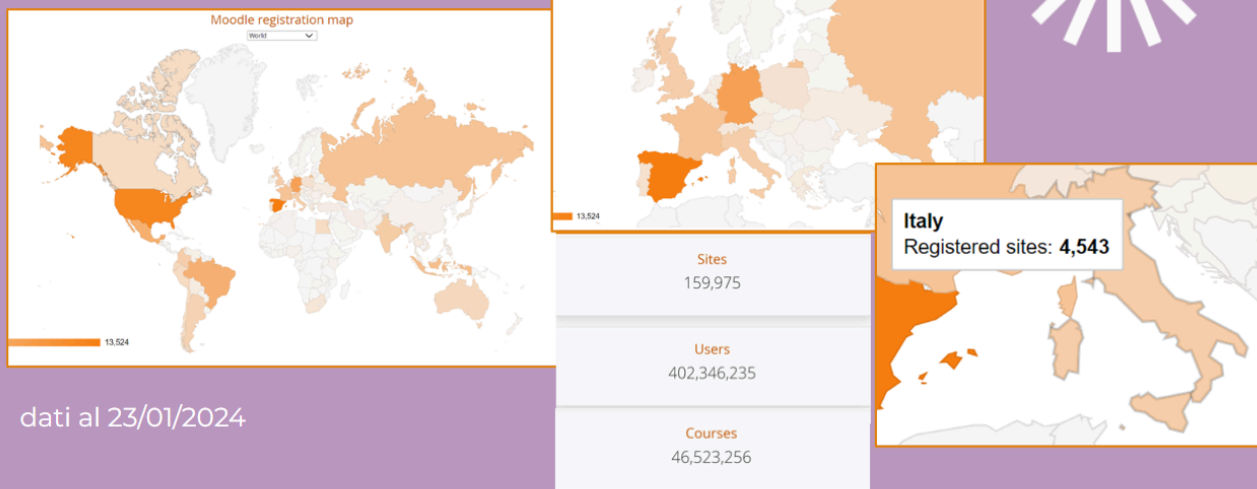 Moodle registration map
World
13,524
dati al 23/01/2024
13,524
Sites
159,975
Users
402,346,235
Courses
46,523,256
Italy
Registered sites: 4,543